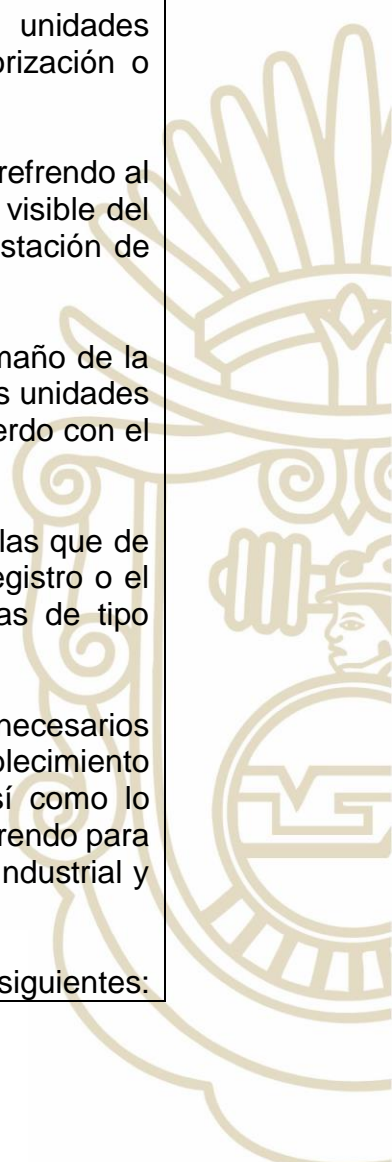 unidades
orización o
refrendo al
visible del
stación de
maño de la
s unidades
erdo con el
las que de
egistro o el
as de tipo
necesarios
olecimiento
sí como lo
rendo para
ndustrial y
siguientes: